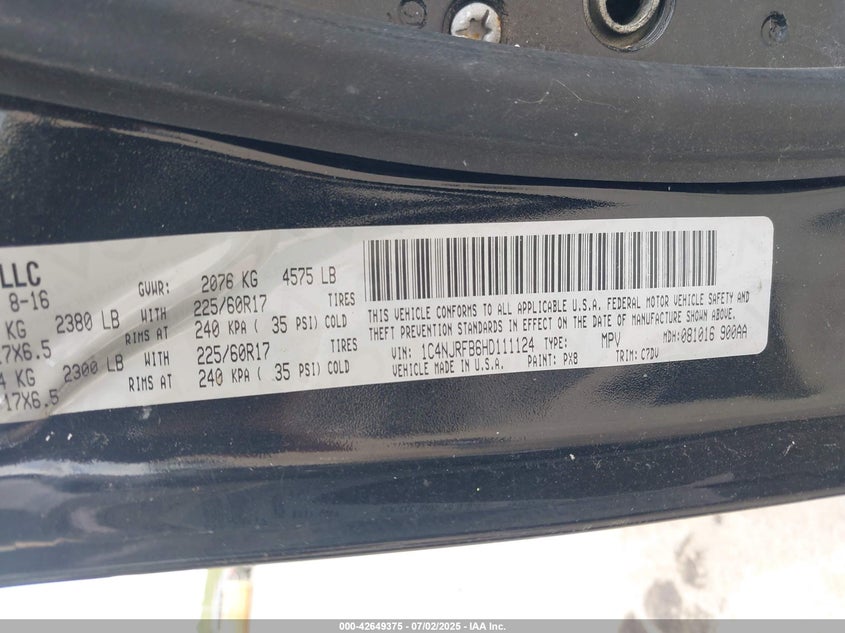 LLC
8-16
GVWR: 2076 KG 4575 LB
KG 2380 LB WITH 225/60R17 TIRES
17X6.5 RIMS AT 240 KPA ( 35 PSI) COLD
KG 2300 LB WITH 225/60R17 TIRES
17X6.5 RIMS AT 240 KPA ( 35 PSI) COLD
THIS VEHICLE CONFORMS TO ALL APPLICABLE U.S.A. FEDERAL MOTOR VEHICLE SAFETY AND
THEFT PREVENTION STANDARDS IN EFFECT ON THE DATE OF MANUFACTURE SHOWN ABOVE.
VIN: 1C4NJRFB6HD111124 TYPE: MPV MDH: 081016 900AA
VEHICLE MADE IN U.S.A. PAINT: PX8 TRIM: C7DV
000-42649375 - 07/02/2025 - IAA Inc.